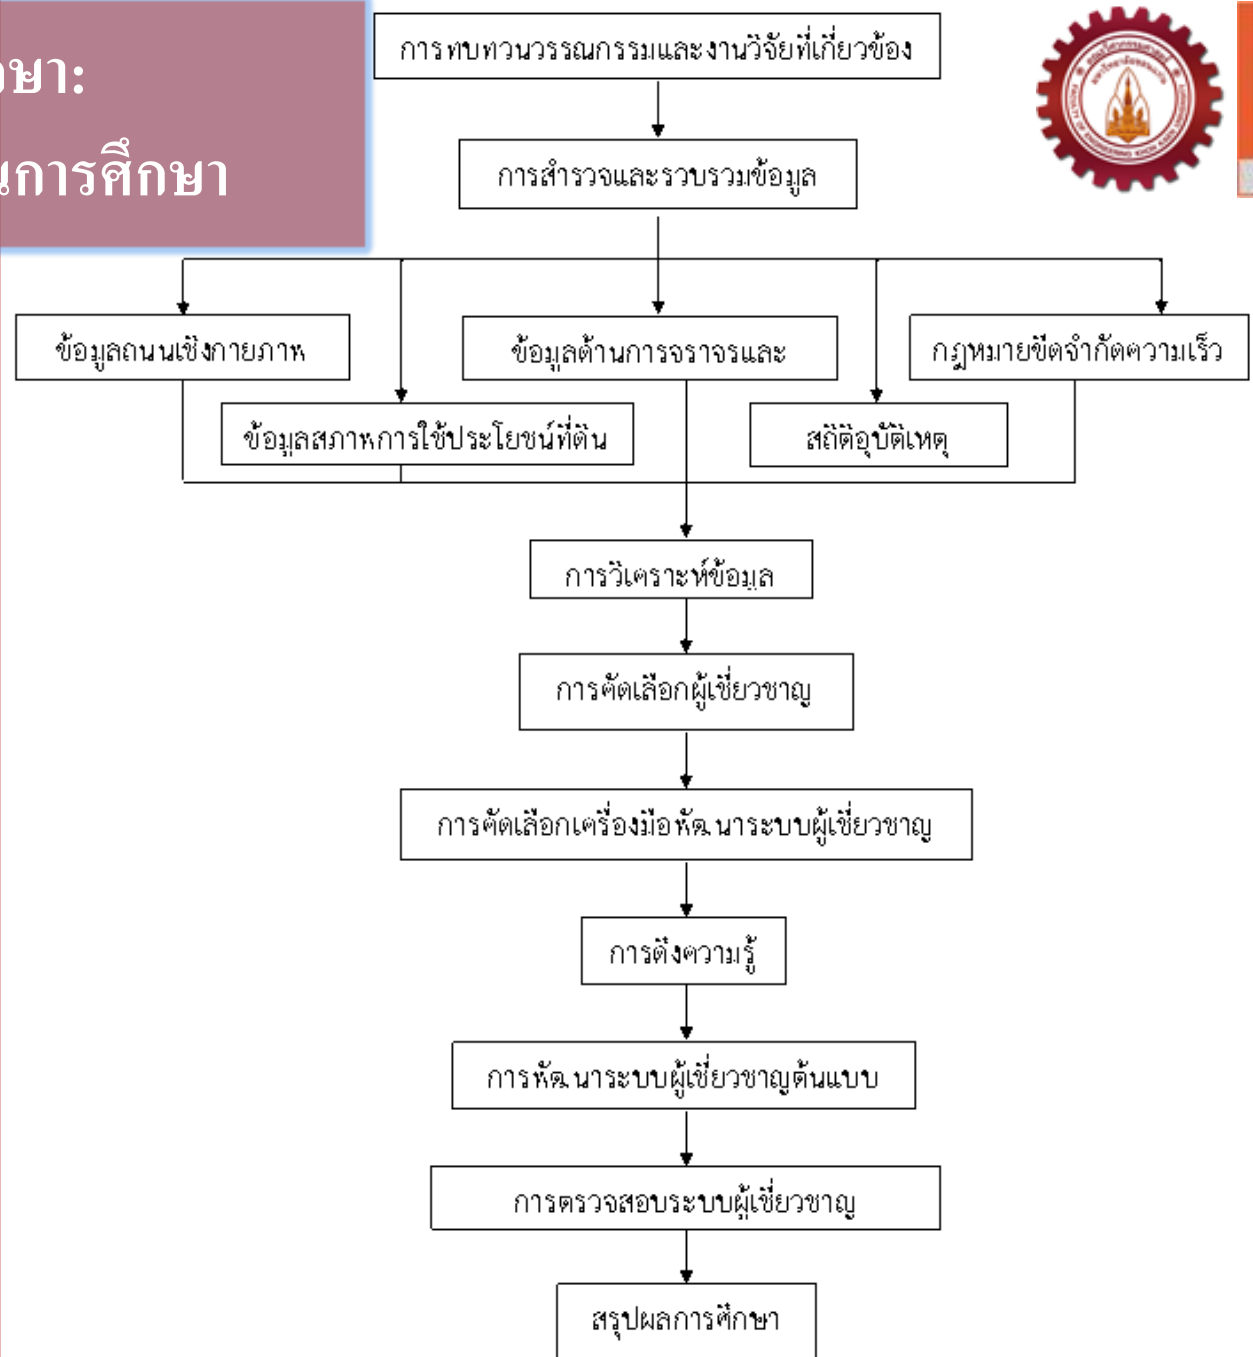 ษา:
นการศึกษา
การทบทวนวรรณกรรมและงานวิจัยที่เกี่ยวข้อง
การสำรวจและรวบรวมข้อมูล
ข้อมูลถนนเชิงกายภาพ
ข้อมูลด้านการจราจรและ
กฎหมายขีดจำกัดความเร็ว
ข้อมูลสภาพการใช้ประโยชน์ที่ดิน
สถิติอุบัติเหตุ
การวิเคราะห์ข้อมูล
การคัดเลือกผู้เชี่ยวชาญ
การคัดเลือกเครื่องมือพัฒนาระบบผู้เชี่ยวชาญ
การดึงความรู้
การพัฒนาระบบผู้เชี่ยวชาญต้นแบบ
การตรวจสอบระบบผู้เชี่ยวชาญ
สรุปผลการศึกษา